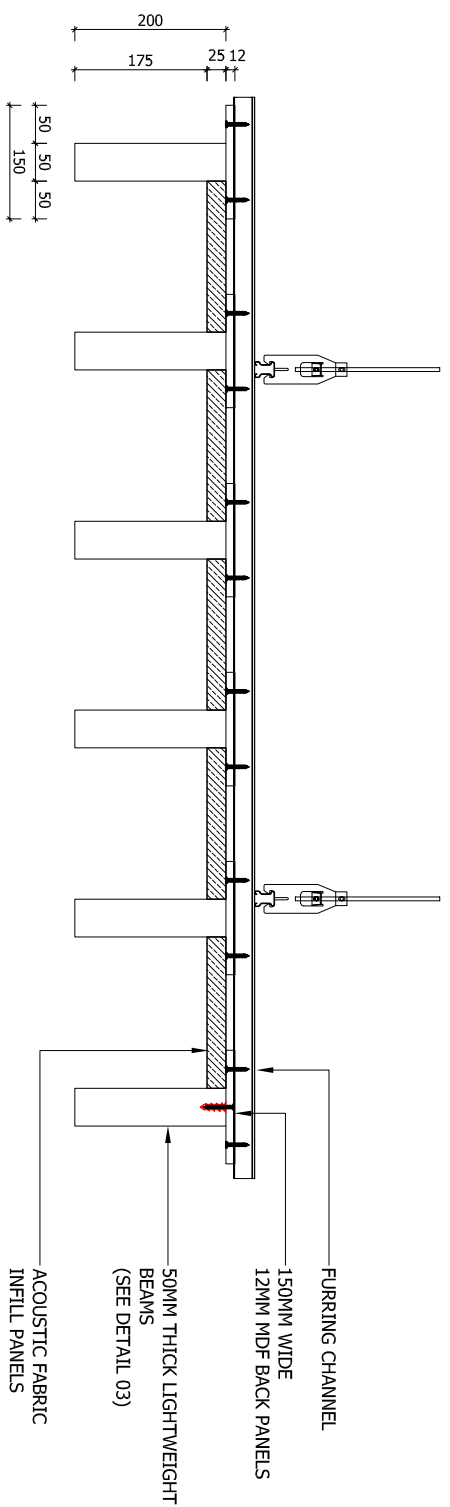 FURRING CHANNEL
150MM WIDE
12MM MDF BACK PANELS
50MM THICK LIGHTWEIGHT
BEAMS
(SEE DETAIL 03)
ACOUSTIC FABRIC
INFILL PANELS
200
175
25
12
50
50
50
150